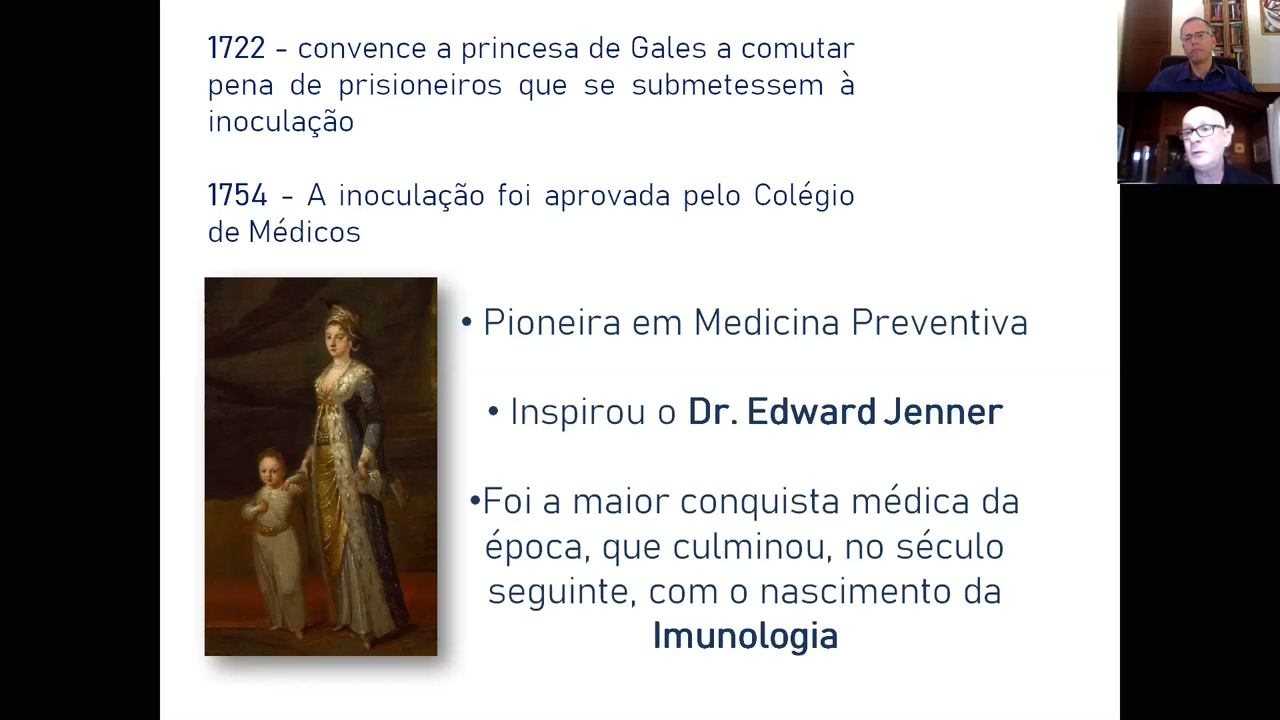 1722 - convence a princesa de Gales a comutar
pena de prisioneiros que se submetessem à
inoculação
1754 - A inoculação foi aprovada pelo Colégio
de Médicos
• Pioneira em Medicina Preventiva
• Inspirou o Dr. Edward Jenner
•Foi a maior conquista médica da
época, que culminou, no século
seguinte, com o nascimento da
Imunologia